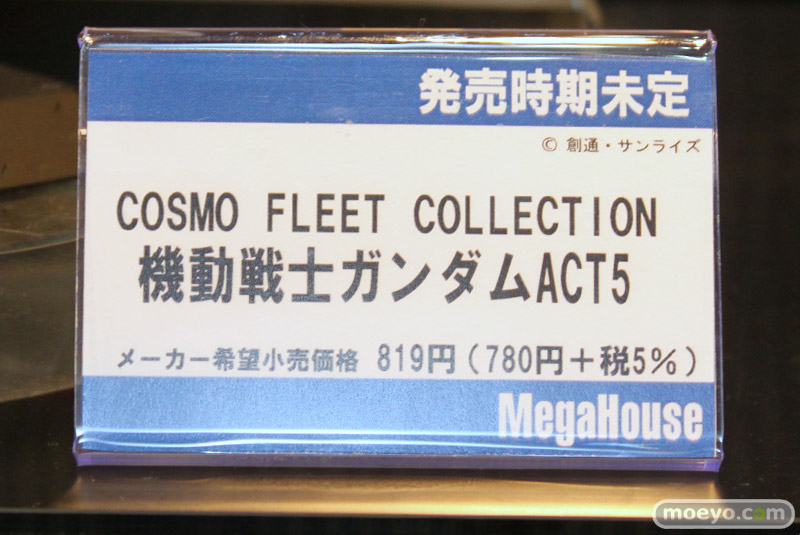 発売時期未定
© 創通・サンライズ
COSMO FLEET COLLECTION
機動戦士ガンダムACT5
メーカー希望小売価格 819円(780円+税5%)
MegaHouse
moeyo.com